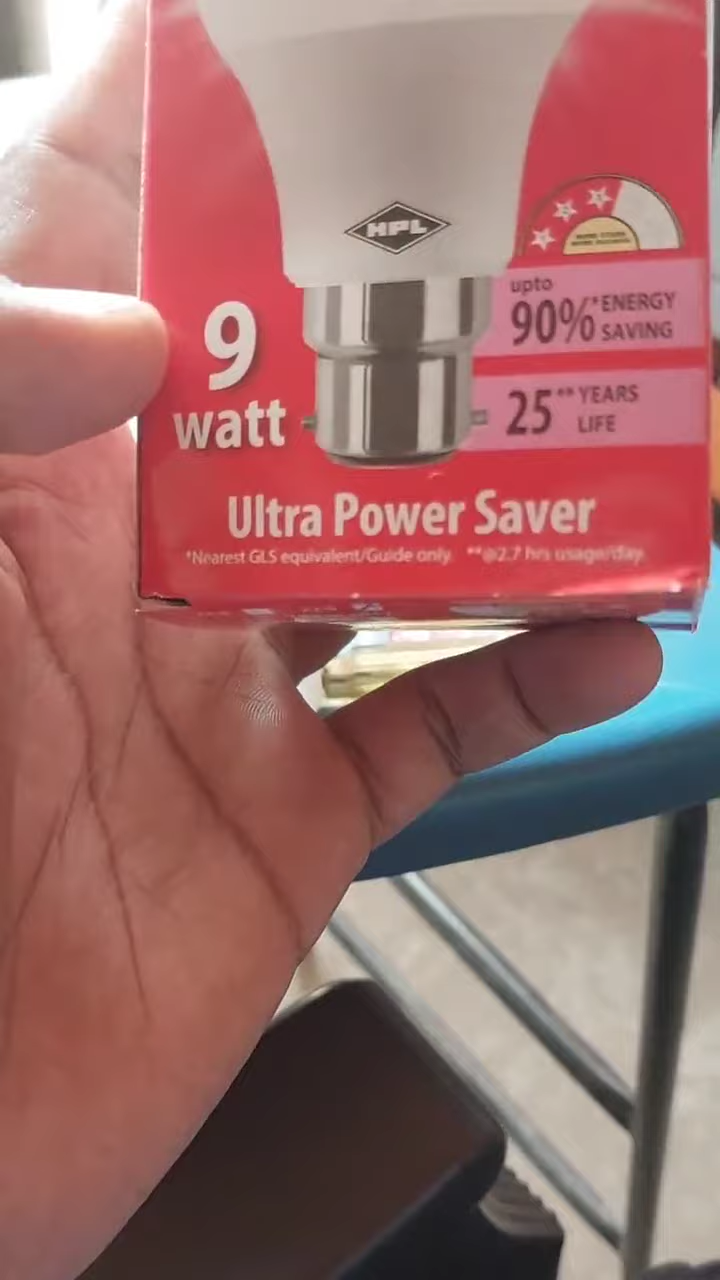 HPL
upto
90%* ENERGY
SAVING
9
watt
25** YEARS
LIFE
Ultra Power Saver
*Nearest GLS equivalent/Guide only. **@2.7 hrs usage/day.